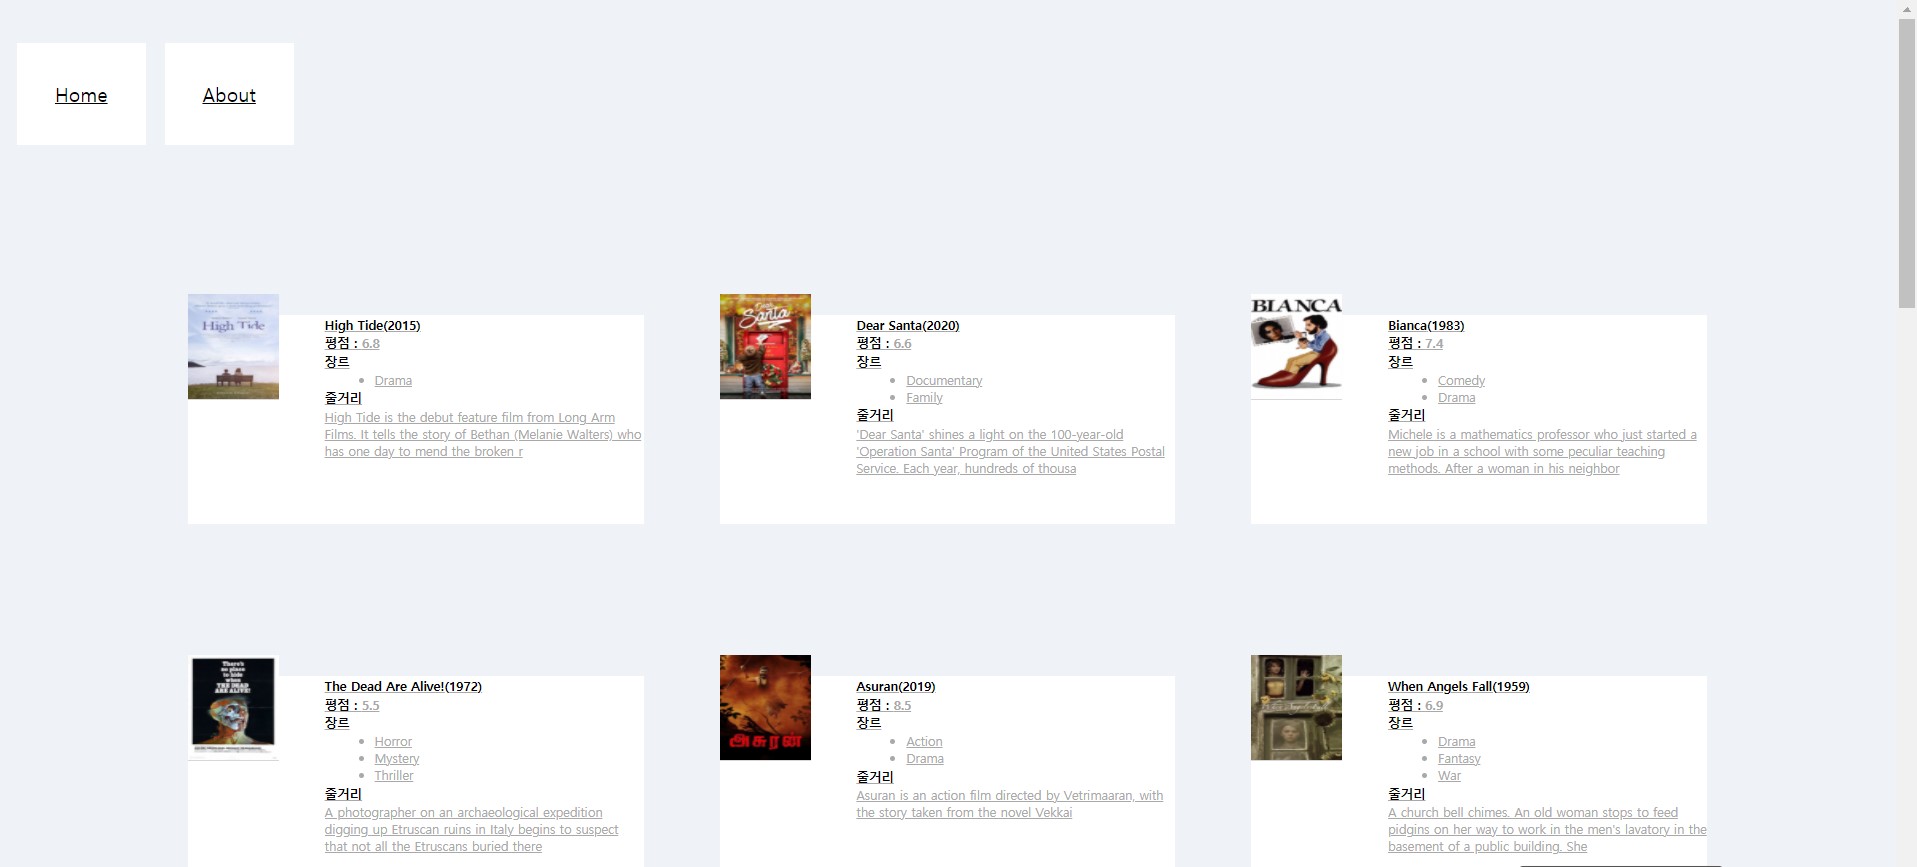 Home
About
High Tide
High Tide(2015)
평점 : 6.8
장르
Drama
줄거리
High Tide is the debut feature film from Long Arm
Films. It tells the story of Bethan (Melanie Walters) who
has one day to mend the broken r
Santa
Dear Santa(2020)
평점 : 6.6
장르
Documentary
Family
줄거리
'Dear Santa' shines a light on the 100-year-old
'Operation Santa' Program of the United States Postal
Service. Each year, hundreds of thousa
BIANCA
Bianca(1983)
평점 : 7.4
장르
Comedy
Drama
줄거리
Michele is a mathematics professor who just started a
new job in a school with some peculiar teaching
methods. After a woman in his neighbor
There's
no place
to hide
when
THE DEAD
ARE ALIVE!
The Dead Are Alive!(1972)
평점 : 5.5
장르
Horror
Mystery
Thriller
줄거리
A photographer on an archaeological expedition
digging up Etruscan ruins in Italy begins to suspect
that not all the Etruscans buried there
அசுரன்
Asuran(2019)
평점 : 8.5
장르
Action
Drama
줄거리
Asuran is an action film directed by Vetrimaaran, with
the story taken from the novel Vekkai
When Angels Fall(1959)
평점 : 6.9
장르
Drama
Fantasy
War
줄거리
A church bell chimes. An old woman stops to feed
pidgins on her way to work in the men's lavatory in the
basement of a public building. She